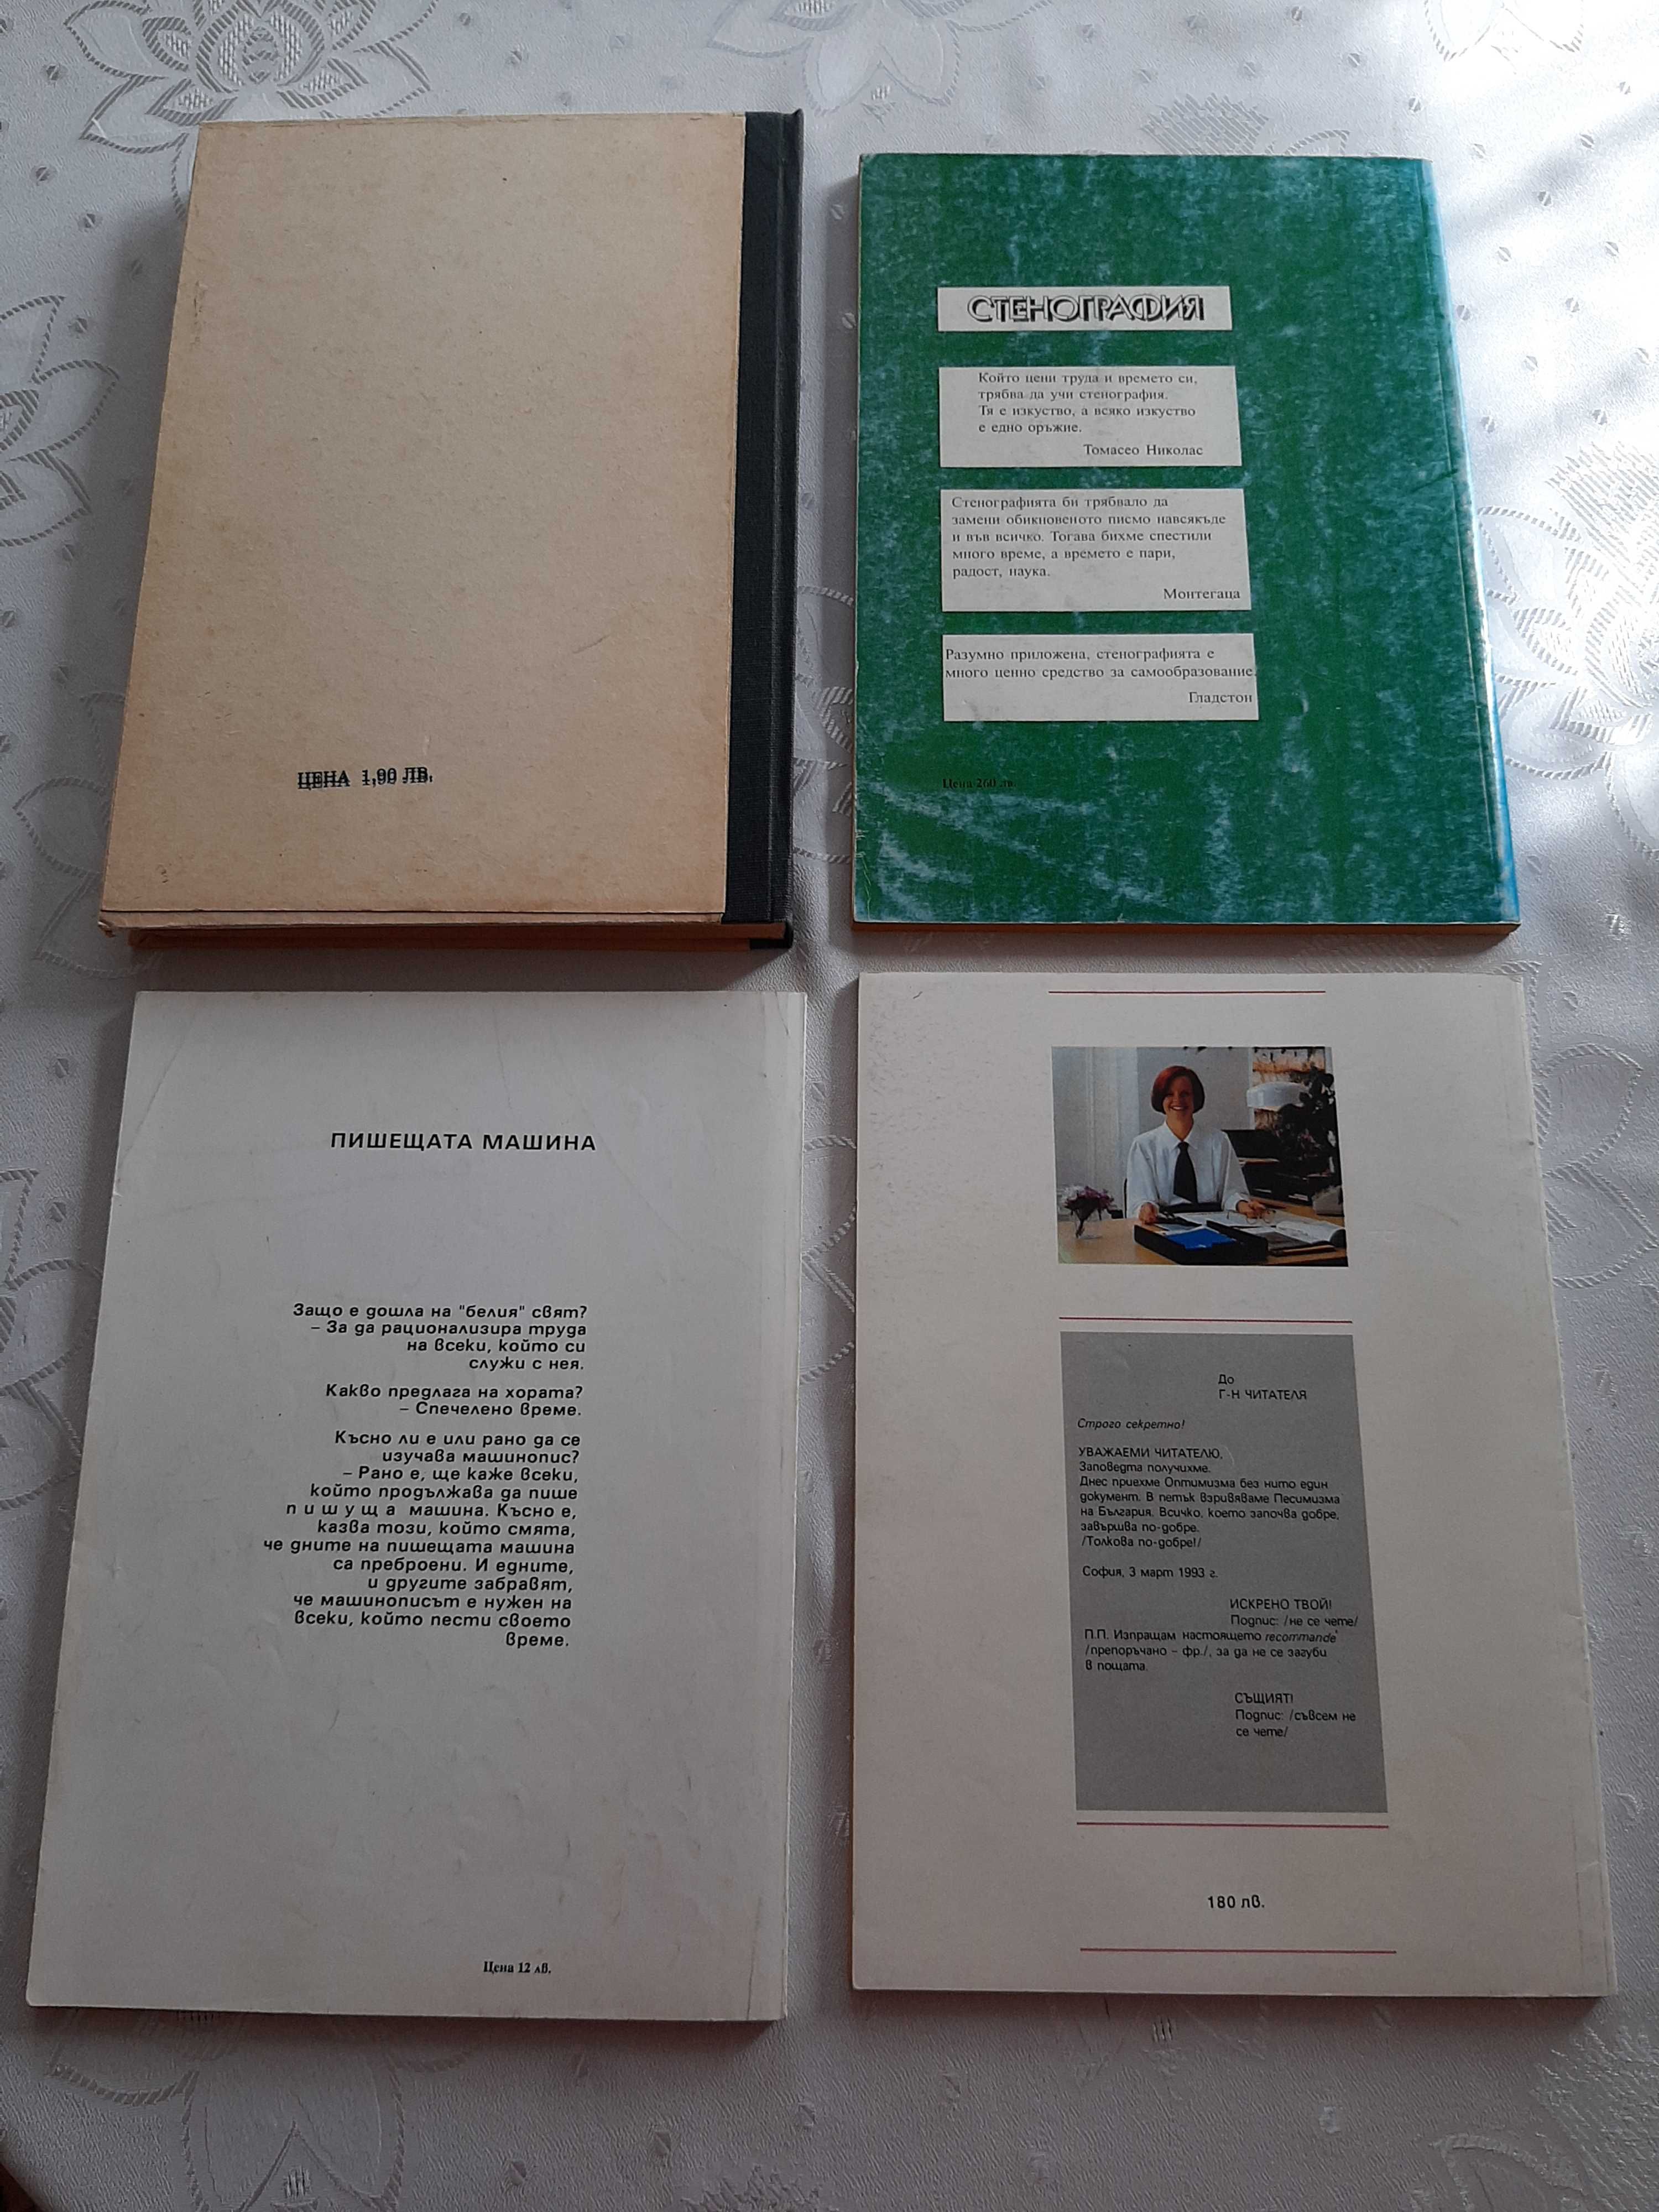 ЦЕНА 1,90 ЛВ.
СТЕНОГРАФИЯ
Който цени труда и времето си,
трябва да учи стенография.
Тя е изкуство, а всяко изкуство
е едно оръжие.
Томасео Николас
Стенографията би трябвало да
замени обикновеното писмо навсякъде
и във всичко. Тогава бихме спестили
много време, а времето е пари,
радост, наука.
Монтегаца
Разумно приложена, стенографията е
много ценно средство за самообразование.
Гладстон
Цена 260 лв.
ПИШЕЩАТА МАШИНА
Защо е дошла на "белия" свят?
– За да рационализира труда
на всеки, който си
служи с нея.
Какво предлага на хората?
– Спечелено време.
Късно ли е или рано да се
изучава машинопис?
– Рано е, ще каже всеки,
който продължава да пише
п и ш у щ а машина. Късно е,
казва този, който смята,
че дните на пишещата машина
са преброени. И едните,
и другите забравят,
че машинописът е нужен на
всеки, който пести своето
време.
Цена 12 лв.
До
Г-Н ЧИТАТЕЛЯ
Строго секретно!
УВАЖАЕМИ ЧИТАТЕЛЮ,
Заповедта получихме.
Днес приехме Оптимизма без нито един
документ. В петък взривяваме Песимизма
на България. Всичко, което започва добре,
завършва по-добре.
/Толкова по-добре!/
София, 3 март 1993 г.
ИСКРЕНО ТВОЙ!
Подпис: /не се чете/
П.П. Изпращам настоящето recommande'
/препоръчано – фр./, за да не се загуби
в пощата.
СЪЩИЯТ!
Подпис: /съвсем не
се чете/
180 лв.